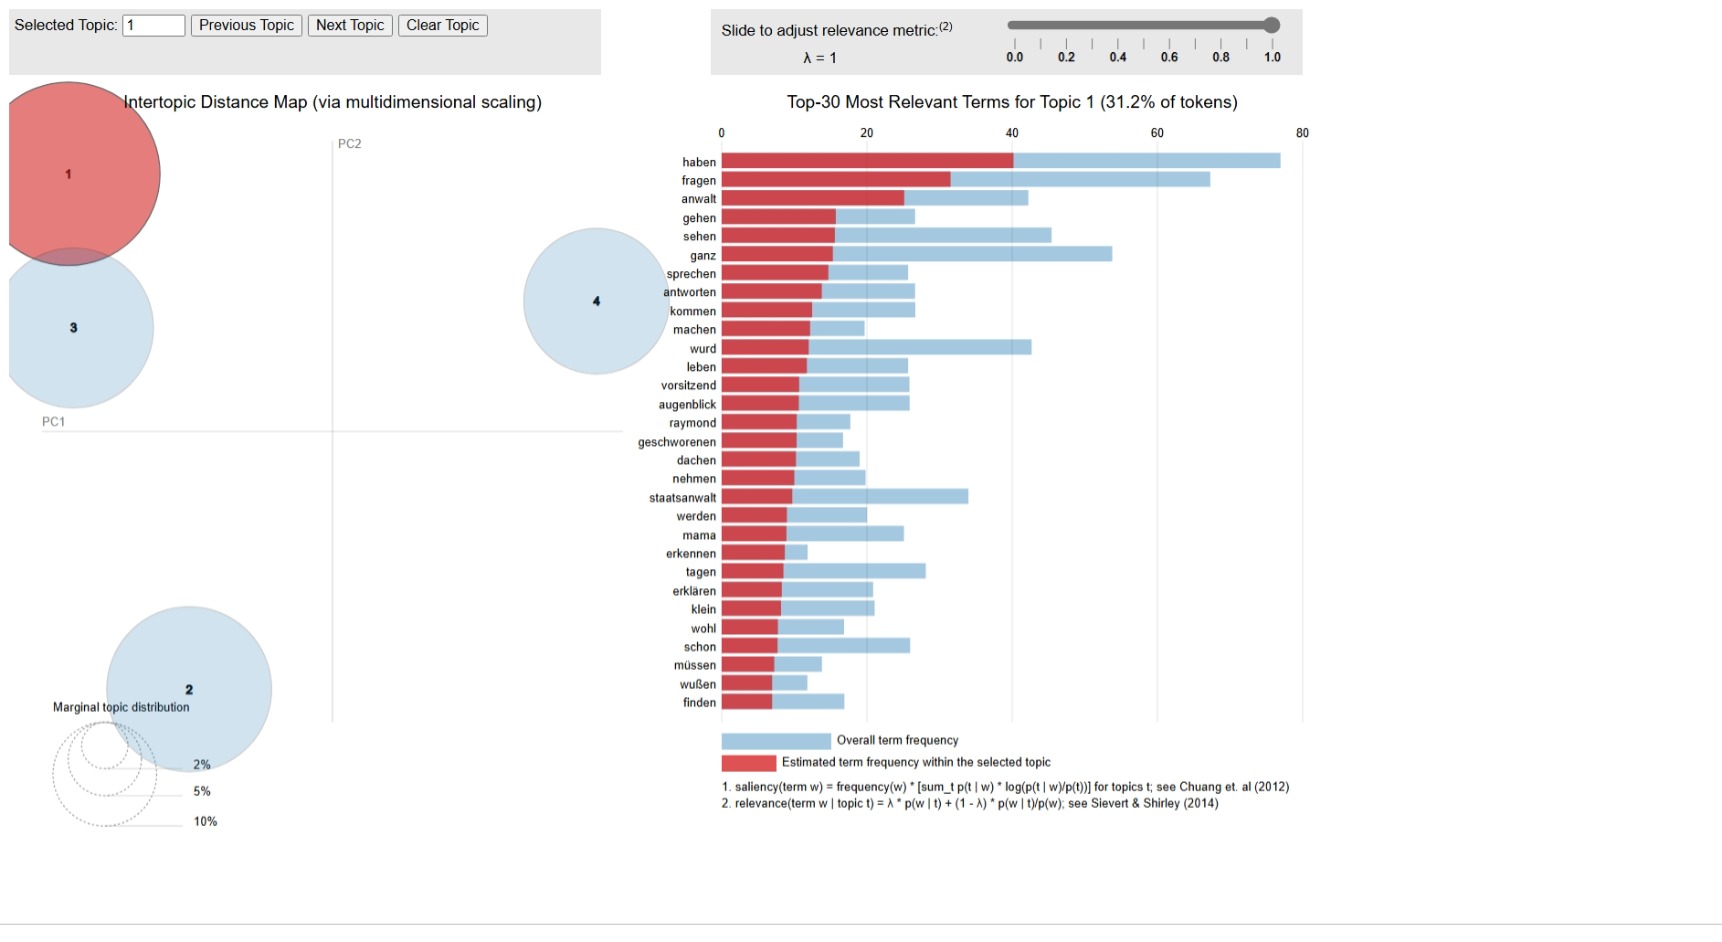 Selected Topic: 1 Previous Topic Next Topic Clear Topic
Slide to adjust relevance metric:(2)
λ = 1
0.0 0.2 0.4 0.6 0.8 1.0
Intertopic Distance Map (via multidimensional scaling)
PC2
PC1
1
3
4
2
Marginal topic distribution
2%
5%
10%
Top-30 Most Relevant Terms for Topic 1 (31.2% of tokens)
0 20 40 60 80
haben
fragen
anwalt
gehen
sehen
ganz
sprechen
antworten
kommen
machen
wurd
leben
vorsitzend
augenblick
raymond
geschworenen
dachen
nehmen
staatsanwalt
werden
mama
erkennen
tagen
erklären
klein
wohl
schon
müssen
wußen
finden
Overall term frequency
Estimated term frequency within the selected topic
1. saliency(term w) = frequency(w) * [sum_t p(t | w) * log(p(t | w)/p(t))] for topics t; see Chuang et. al (2012)
2. relevance(term w | topic t) = λ * p(w | t) + (1 - λ) * p(w | t)/p(w); see Sievert & Shirley (2014)